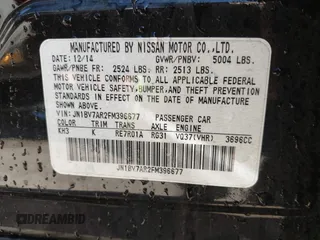 MANUFACTURED BY NISSAN MOTOR CO.,LTD.
DATE: 12/14 GVWR/PNBV: 5004 LBS.
GAWR/PNBE FR: 2524 LBS. RR: 2513 LBS.
THIS VEHICLE CONFORMS TO ALL APPLICABLE FEDERAL
MOTOR VEHICLE SAFETY, BUMPER, AND THEFT
PREVENTION STANDARDS IN EFFECT ON THE DATE OF
MANUFACTURE SHOWN ABOVE.
VIN: JN1BV7AR2FM396677 PASSENGER CAR
COLOR TRIM TRANS AXLE ENGINE
KH3 K RE7R01A RG31 VQ37(VHR) 3696CC
JN1BV7AR2FM396677
DREAMBID